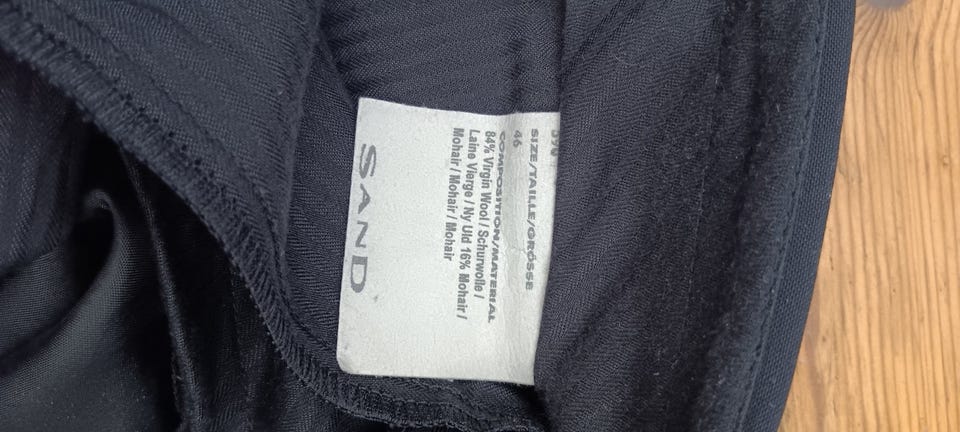 SIZE/TAILLE/GRÖSSE
46
COMPOSITION/MATERIAL
84% Virgin Wool / Schurwolle /
Laine Vierge / Ny Uld 16% Mohair /
Mohair / Mohair / Mohair
SAND